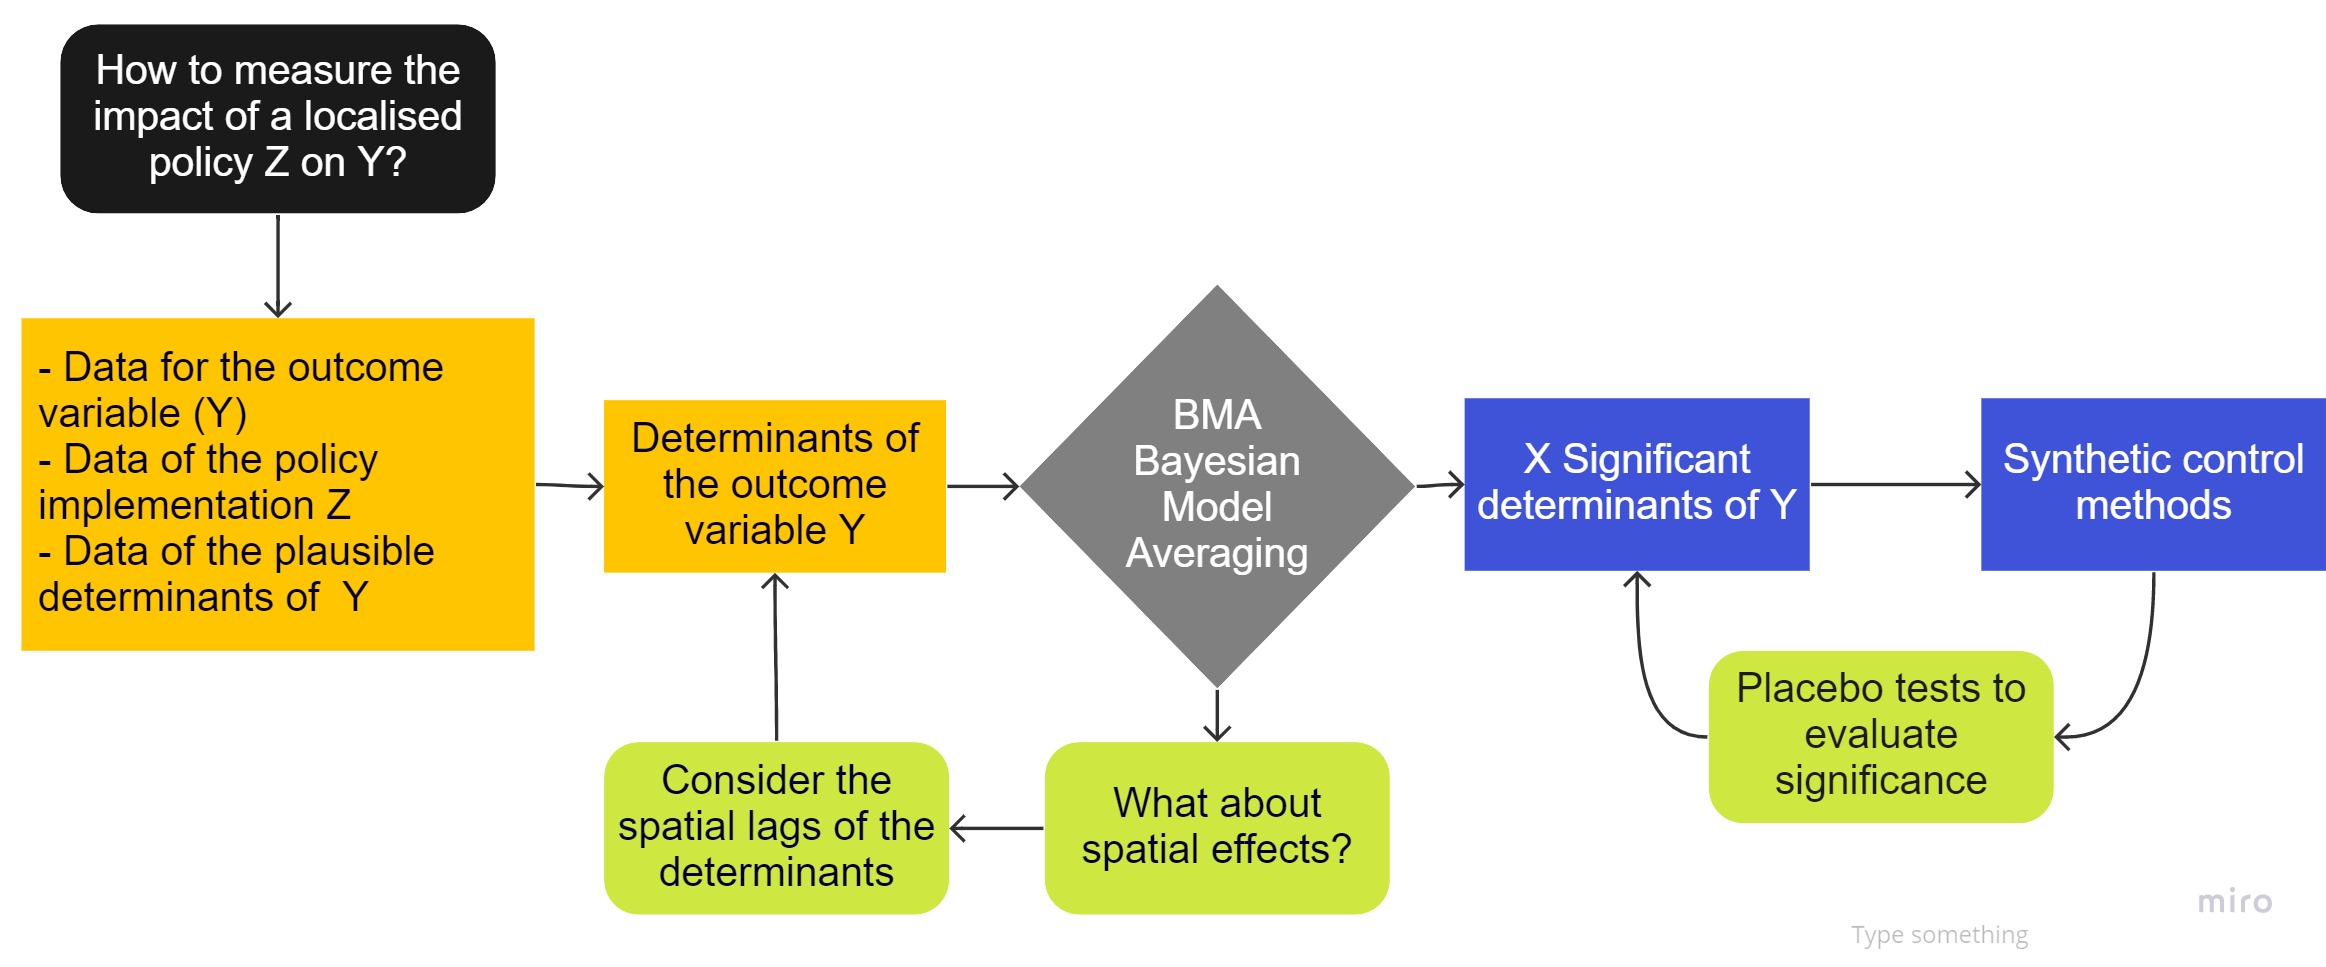 How to measure the
impact of a localised
policy Z on Y?
- Data for the outcome
variable (Y)
- Data of the policy
implementation Z
- Data of the plausible
determinants of  Y
Determinants of
the outcome
variable Y
BMA
Bayesian
Model
Averaging
X Significant
determinants of Y
Synthetic control
methods
Consider the
spatial lags of the
determinants
What about
spatial effects?
Placebo tests to
evaluate
significance
miro
Type something